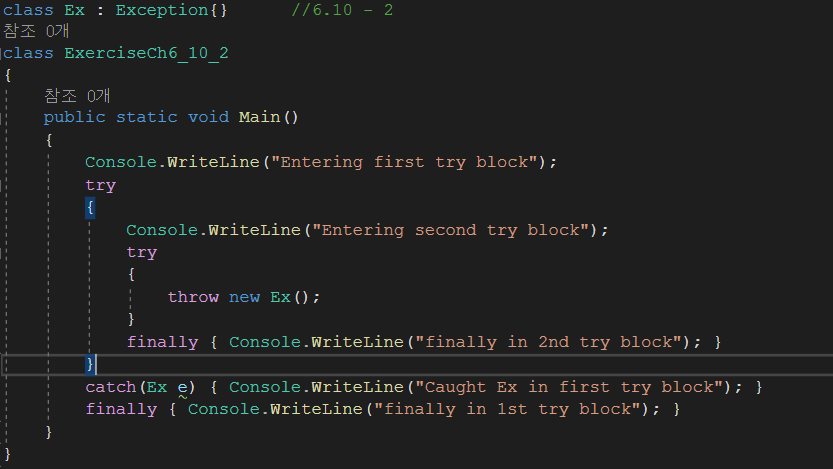 class Ex : Exception{}      //6.10 - 2
참조 0개
class ExerciseCh6_10_2
{
    참조 0개
    public static void Main()
    {
        Console.WriteLine("Entering first try block");
        try
        {
            Console.WriteLine("Entering second try block");
            try
            {
                throw new Ex();
            }
            finally { Console.WriteLine("finally in 2nd try block"); }
        }
        catch(Ex e) { Console.WriteLine("Caught Ex in first try block"); }
        finally { Console.WriteLine("finally in 1st try block"); }
    }
}